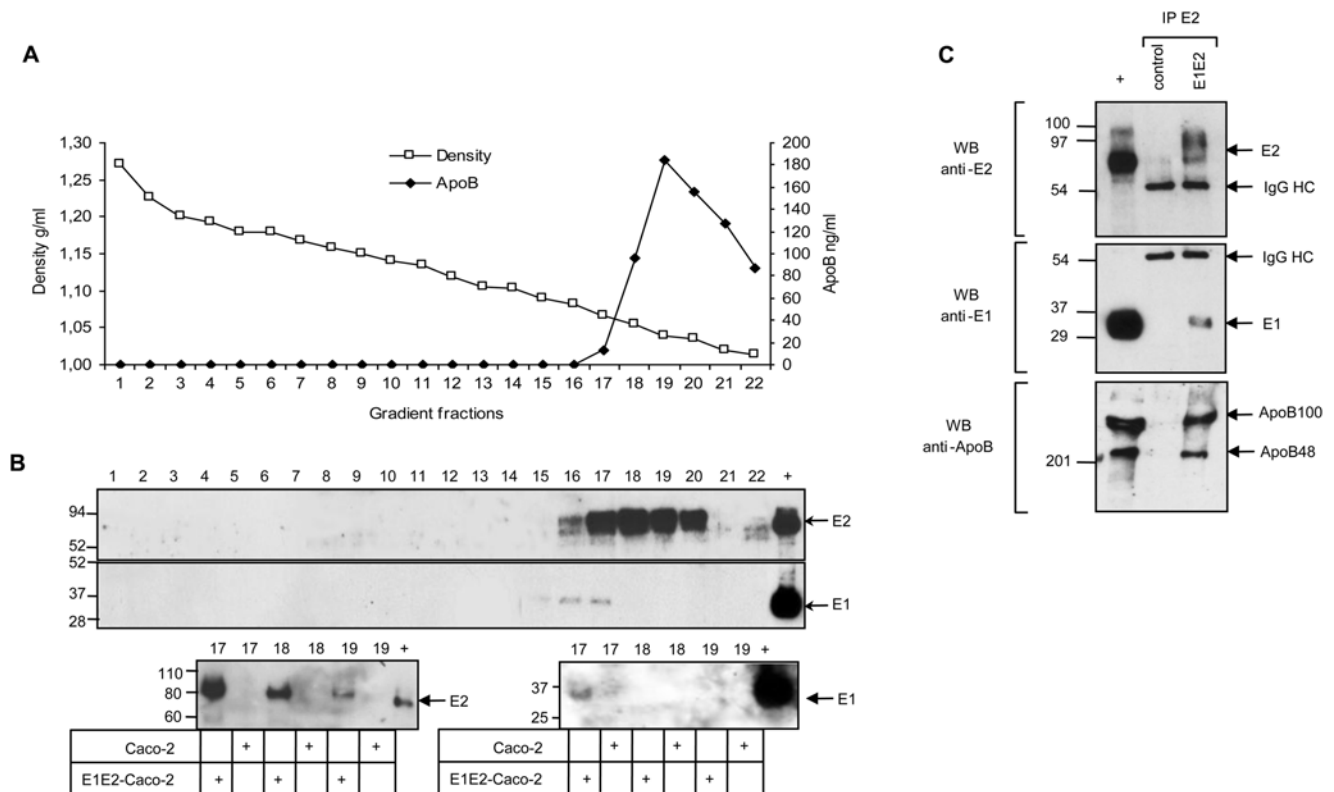 A
1,30
1,25
1,20
1,15
1,10
1,05
1,00
Density g/ml
Density
ApoB
200
180
160
140
120
100
80
60
40
20
0
ApoB ng/ml
1 2 3 4 5 6 7 8 9 10 11 12 13 14 15 16 17 18 19 20 21 22
Gradient fractions
B
1 2 3 4 5 6 7 8 9 10 11 12 13 14 15 16 17 18 19 20 21 22 +
94
52
E2
52
37
28
E1
17 17 18 18 19 19 +
110
80
60
E2
Caco-2 + + +
E1E2-Caco-2 + + +
17 17 18 18 19 19 +
37
25
E1
Caco-2 + + +
E1E2-Caco-2 + + +
C
IP E2
+ control E1E2
WB
anti-E2
100
97
54
E2
IgG HC
WB
anti-E1
54
37
29
IgG HC
E1
WB
anti-ApoB
201
ApoB100
ApoB48